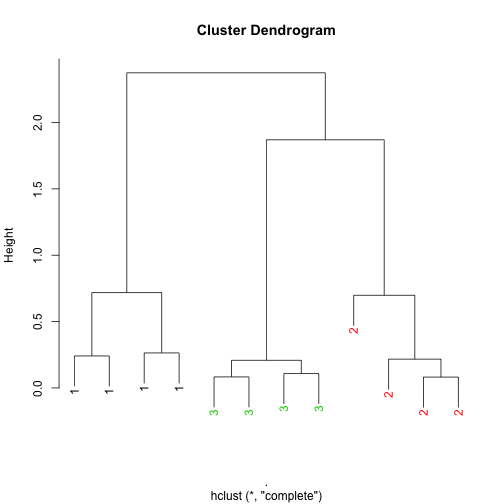 Cluster Dendrogram
Height
2.0
1.5
1.0
0.5
0.0
1 1 1 1 3 3 3 3 2 2 2 2
.
hclust (*, "complete")